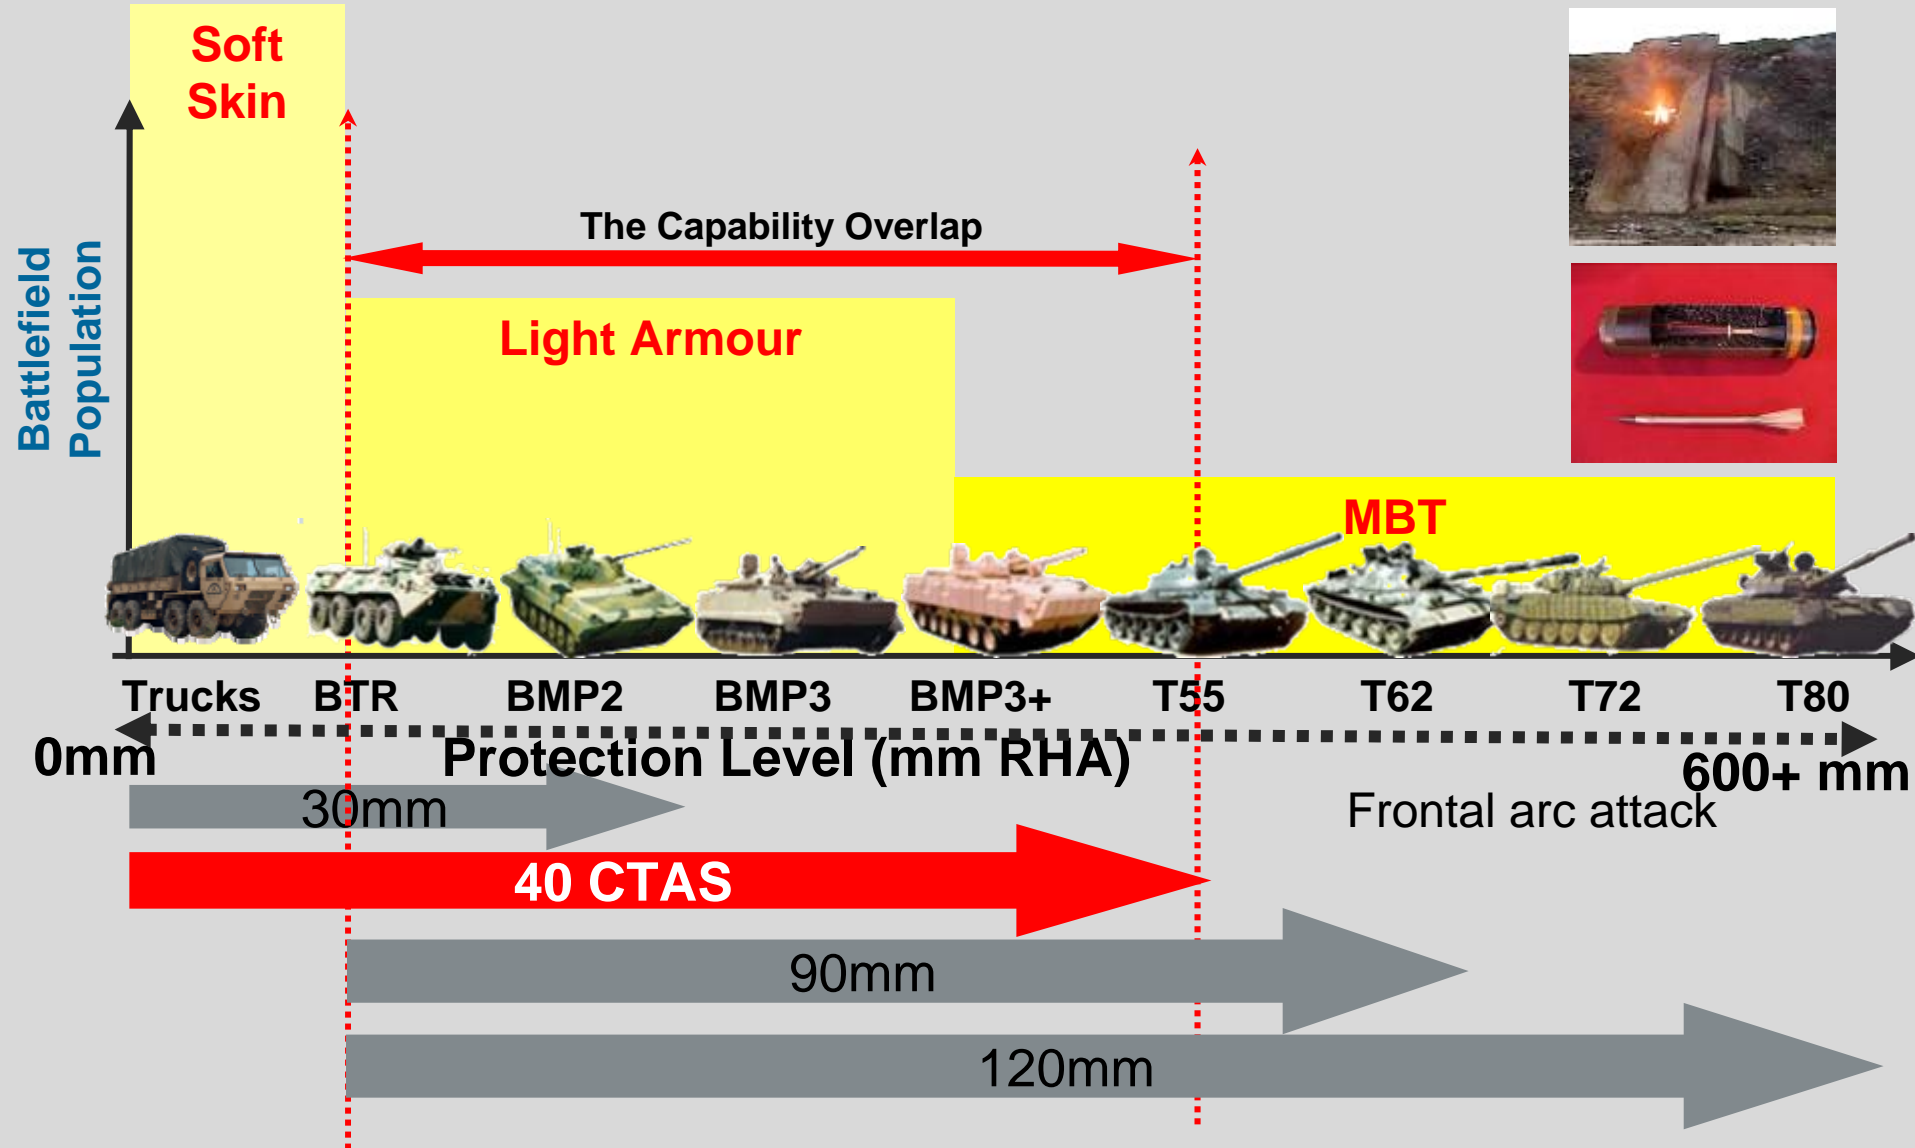 Soft
Skin
The Capability Overlap
Battlefield
Population
Light Armour
MBT
Trucks BTR BMP2 BMP3 BMP3+ T55 T62 T72 T80
0mm Protection Level (mm RHA) 600+ mm
30mm Frontal arc attack
40 CTAS
90mm
120mm